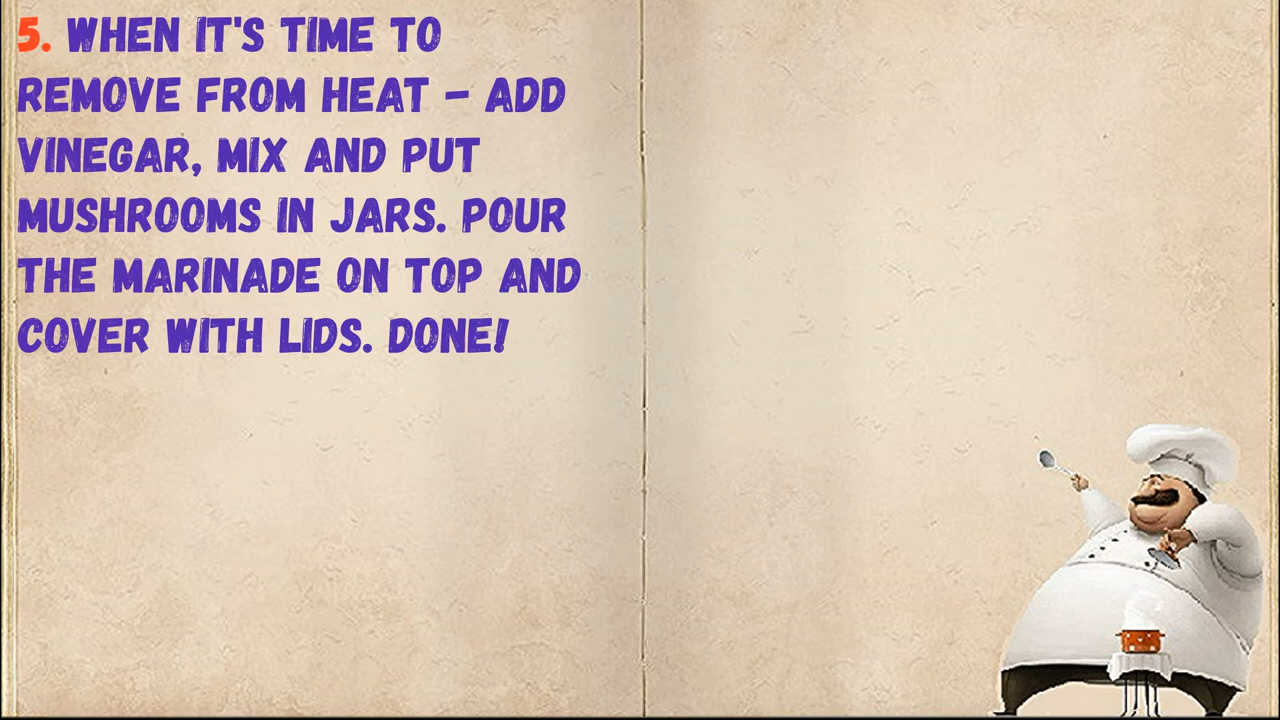 5. WHEN IT'S TIME TO
REMOVE FROM HEAT – ADD
VINEGAR, MIX AND PUT
MUSHROOMS IN JARS. POUR
THE MARINADE ON TOP AND
COVER WITH LIDS. DONE!